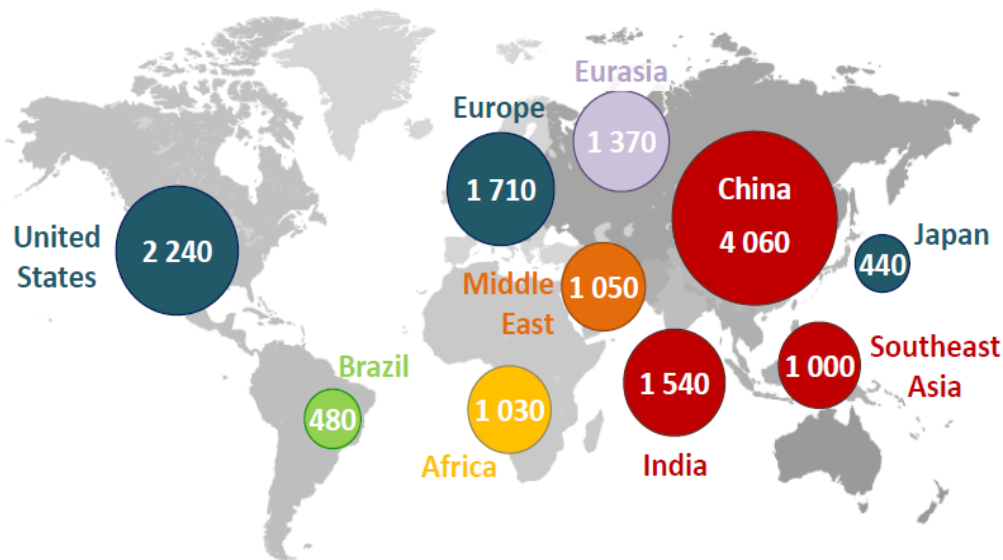 Eurasia
1 370
Europe
1 710
China
4 060
United
States
2 240
Japan
440
Middle
East
1 050
Southeast
Asia
1 000
Brazil
480
Africa
1 030
1 540
India